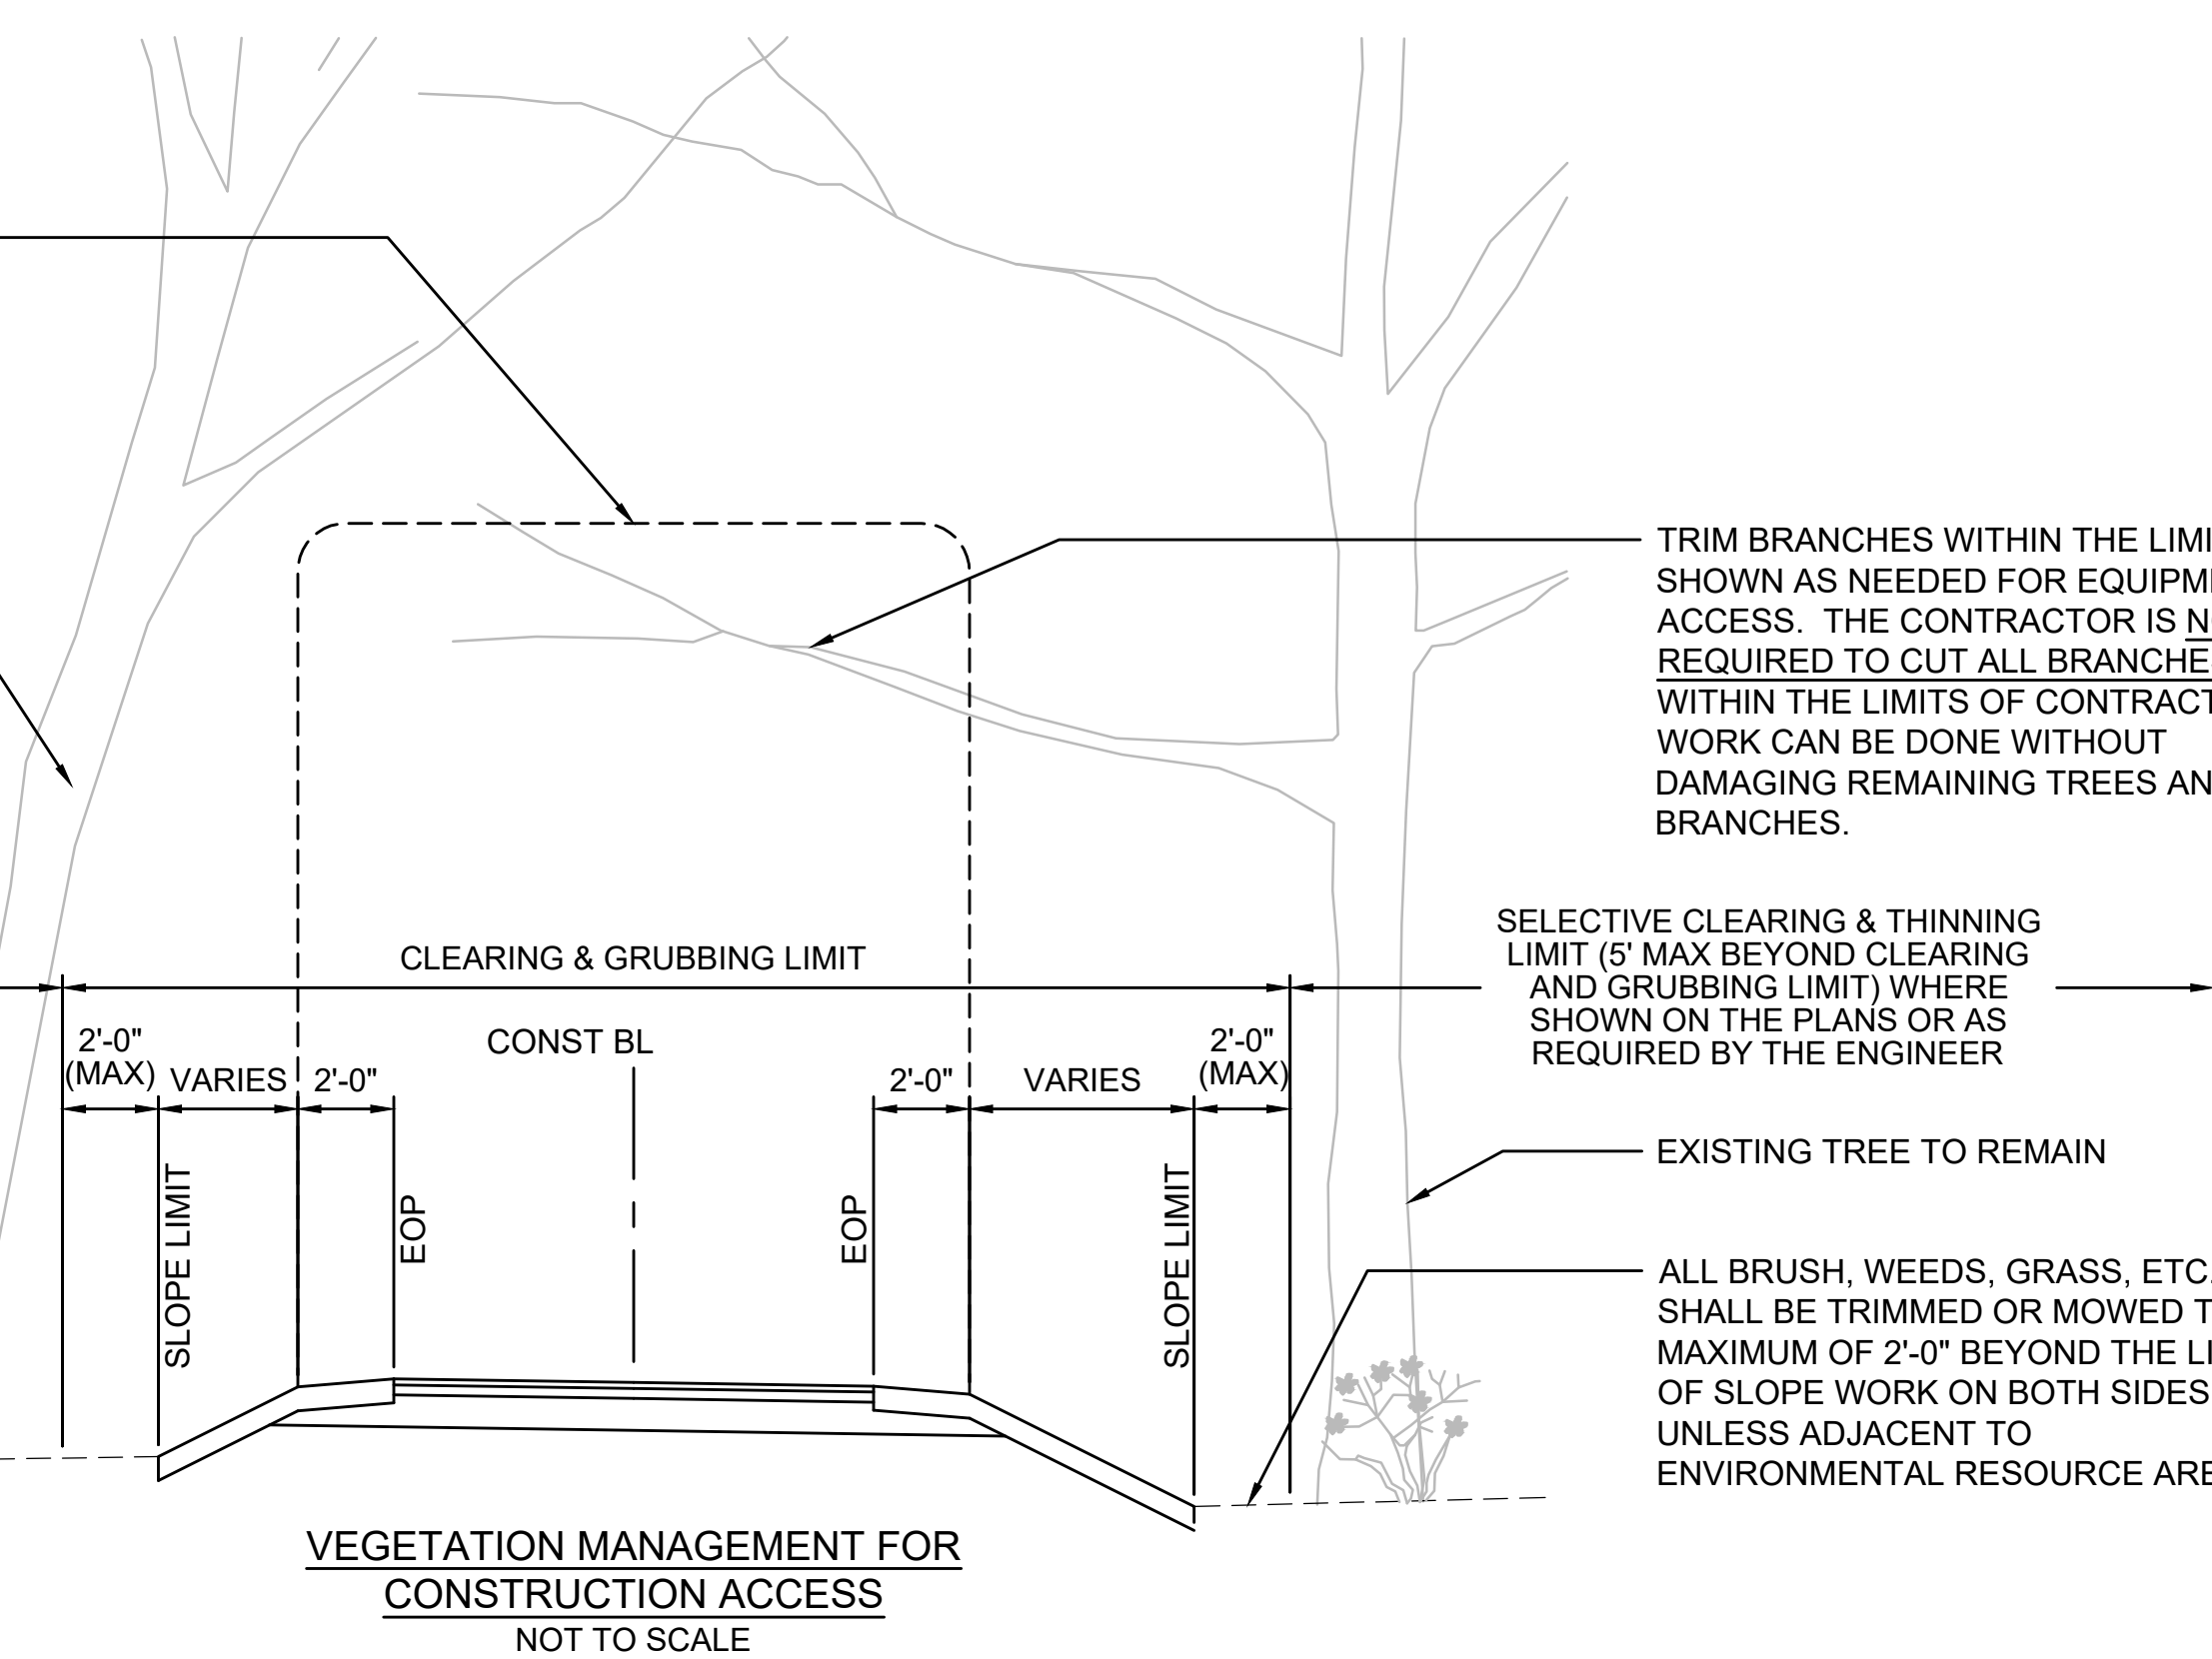 TRIM BRANCHES WITHIN THE
SHOWN AS NEEDED FOR
ACCESS. THE CONTRACTOR IS
REQUIRED TO CUT ALL
WITHIN THE LIMITS OF CONTRACT
WORK CAN BE DONE WITHOUT
DAMAGING REMAINING TREES
BRANCHES.
CLEARING & GRUBBING LIMIT
SELECTIVE CLEARING & THINNING
LIMIT (5' MAX BEYOND CLEARING
AND GRUBBING LIMIT) WHERE
SHOWN ON THE PLANS OR AS
REQUIRED BY THE ENGINEER
2'-0"
(MAX)
VARIES
2'-0"
CONST BL
2'-0"
VARIES
2'-0"
(MAX)
SLOPE LIMIT
EOP
EOP
SLOPE LIMIT
EXISTING TREE TO REMAIN
ALL BRUSH, WEEDS, GRASS, ETC.
SHALL BE TRIMMED OR MOWED
MAXIMUM OF 2'-0" BEYOND THE
OF SLOPE WORK ON BOTH SIDES
UNLESS ADJACENT TO
ENVIRONMENTAL RESOURCE
VEGETATION MANAGEMENT FOR
CONSTRUCTION ACCESS
NOT TO SCALE